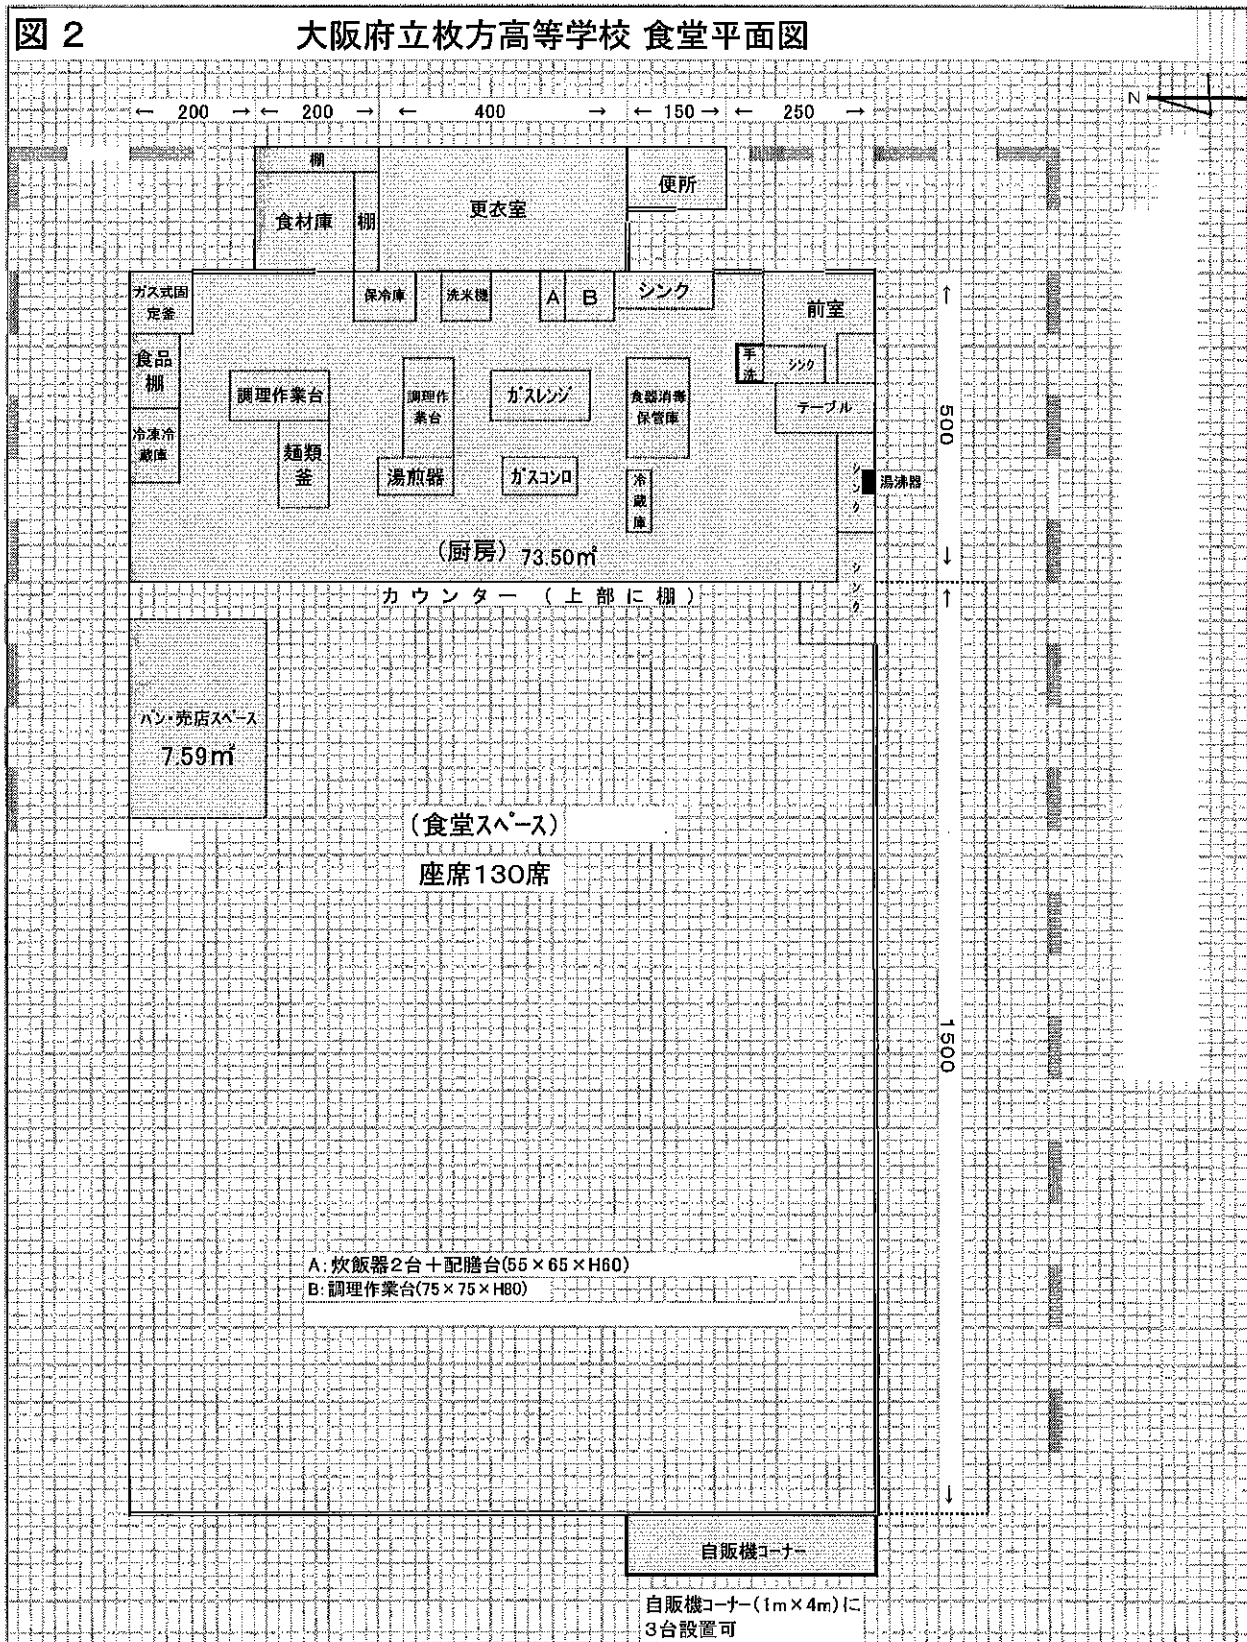 図 2 大阪府立枚方高等学校 食堂平面図
N
← 200 → ← 200 → ← 400 → ← 150 → ← 250 →
棚
食材庫
棚
更衣室
便所
ガス式固
定釜
保冷庫
洗米機
A
B
シンク
前室
食品
棚
手
洗
シンク
調理作業台
調理作
業台
ガスレンジ
食器消毒
保管庫
テーブル
冷凍冷
蔵庫
麺類
釜
湯煎器
ガスコンロ
冷
蔵
庫
シンク
湯沸器
↑
500
↓
(厨房) 73.50㎡
シンク
カウンター (上部に棚)
↑
1500
↓
パン・売店スペース
7.59㎡
(食堂スペース)
座席130席
A:炊飯器2台+配膳台(55×65×H60)
B:調理作業台(75×75×H80)
自販機コーナー
自販機コーナー(1m×4m)に
3台設置可